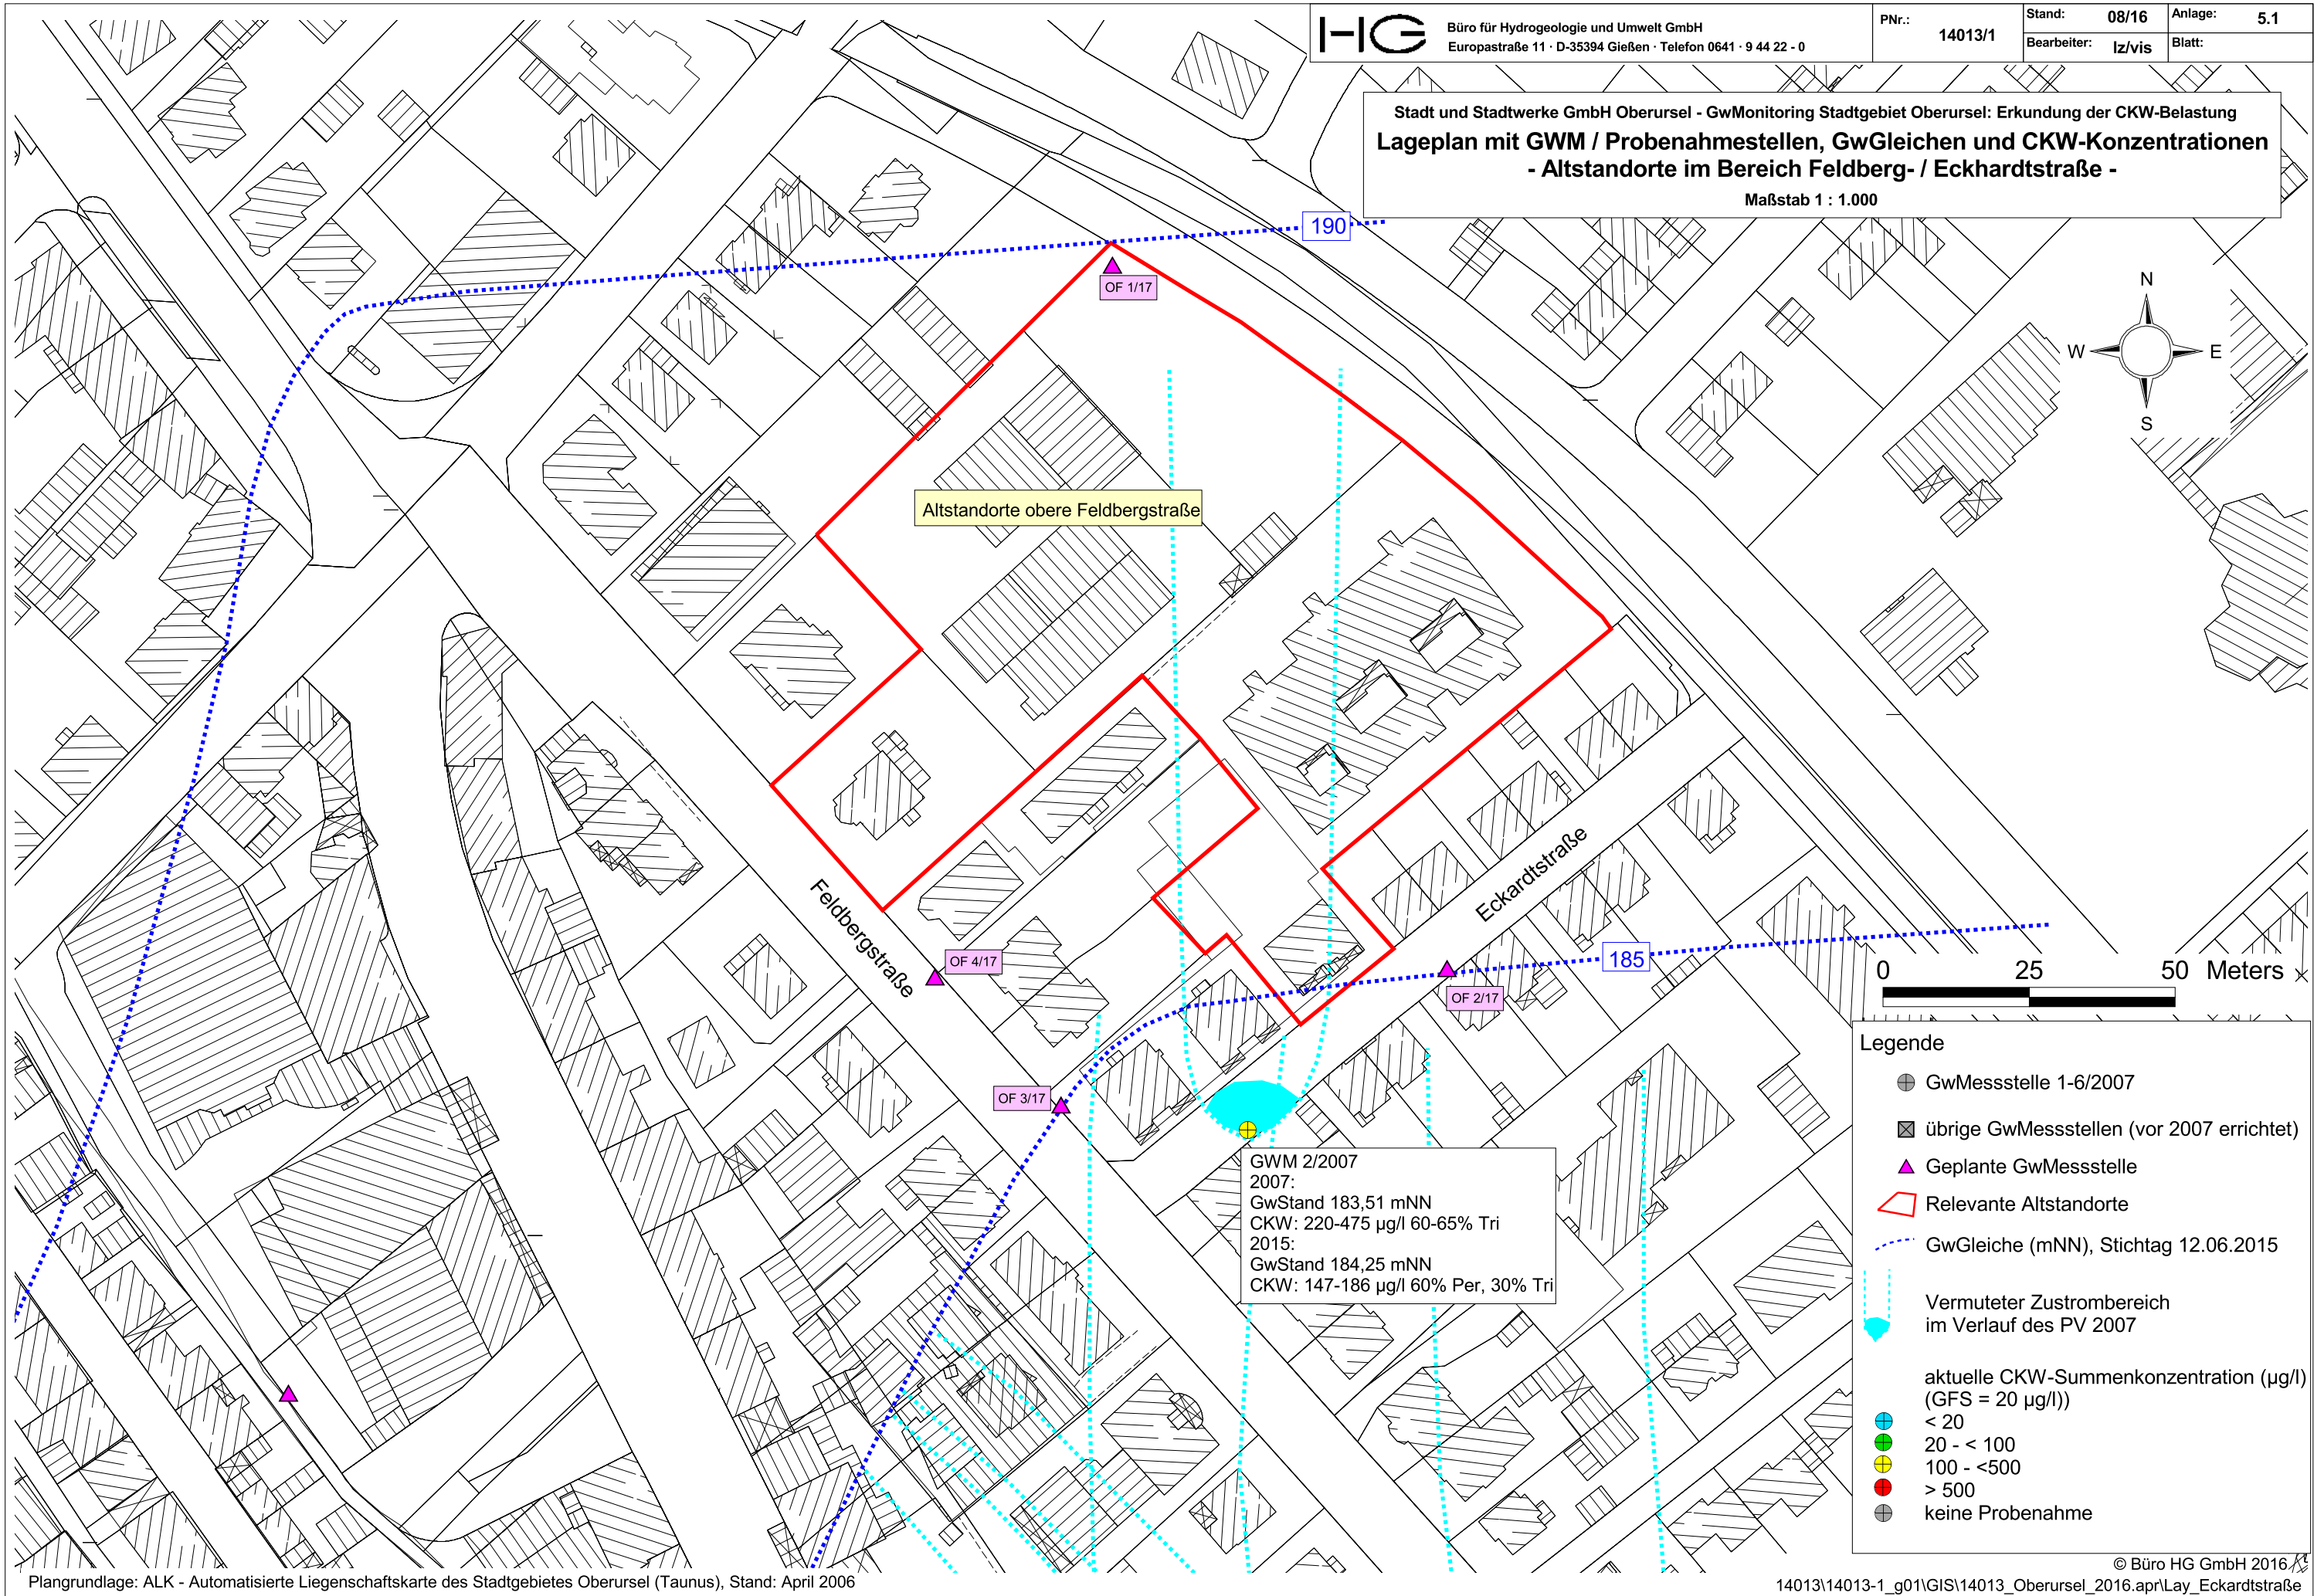 HG
Büro für Hydrogeologie und Umwelt GmbH
Europastraße 11 · D-35394 Gießen · Telefon 0641 · 9 44 22 - 0
PNr.: 14013/1
Stand: 08/16
Anlage: 5.1
Bearbeiter: lz/vis
Blatt:
Stadt und Stadtwerke GmbH Oberursel - GwMonitoring Stadtgebiet Oberursel: Erkundung der CKW-Belastung
Lageplan mit GWM / Probenahmestellen, GwGleichen und CKW-Konzentrationen
- Altstandorte im Bereich Feldberg- / Eckhardtstraße -
Maßstab 1 : 1.000
190
OF 1/17
N
W
E
S
Altstandorte obere Feldbergstraße
Eckardtstraße
Feldbergstraße
OF 4/17
185
OF 2/17
OF 3/17
0 25 50 Meters
GWM 2/2007
2007:
GwStand 183,51 mNN
CKW: 220-475 µg/l 60-65% Tri
2015:
GwStand 184,25 mNN
CKW: 147-186 µg/l 60% Per, 30% Tri
Legende
GwMessstelle 1-6/2007
übrige GwMessstellen (vor 2007 errichtet)
Geplante GwMessstelle
Relevante Altstandorte
GwGleiche (mNN), Stichtag 12.06.2015
Vermuteter Zustrombereich
im Verlauf des PV 2007
aktuelle CKW-Summenkonzentration (µg/l)
(GFS = 20 µg/l))
< 20
20 - < 100
100 - <500
> 500
keine Probenahme
© Büro HG GmbH 2016
Plangrundlage: ALK - Automatisierte Liegenschaftskarte des Stadtgebietes Oberursel (Taunus), Stand: April 2006
14013\14013-1_g01\GIS\14013_Oberursel_2016.apr\Lay_Eckardtstraße